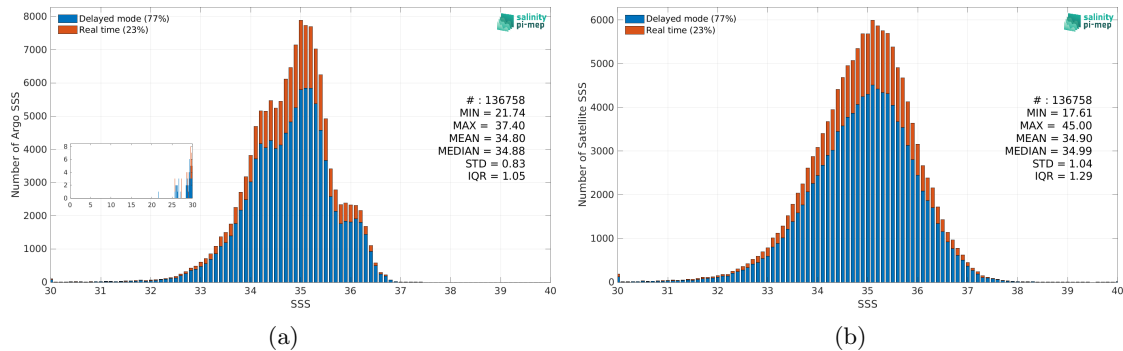 Delayed mode (77%)
Real time (23%)
salinity
pi-mep
Number of Argo SSS
8000
7000
6000
5000
4000
3000
2000
1000
0
# : 136758
MIN = 21.74
MAX = 37.40
MEAN = 34.80
MEDIAN = 34.88
STD = 0.83
IQR = 1.05
8
6
4
2
0
0 5 10 15 20 25 30
30 31 32 33 34 35 36 37 38 39 40
SSS
(a)
Delayed mode (77%)
Real time (23%)
salinity
pi-mep
Number of Satellite SSS
6000
5000
4000
3000
2000
1000
0
# : 136758
MIN = 17.61
MAX = 45.00
MEAN = 34.90
MEDIAN = 34.99
STD = 1.04
IQR = 1.29
30 31 32 33 34 35 36 37 38 39 40
SSS
(b)